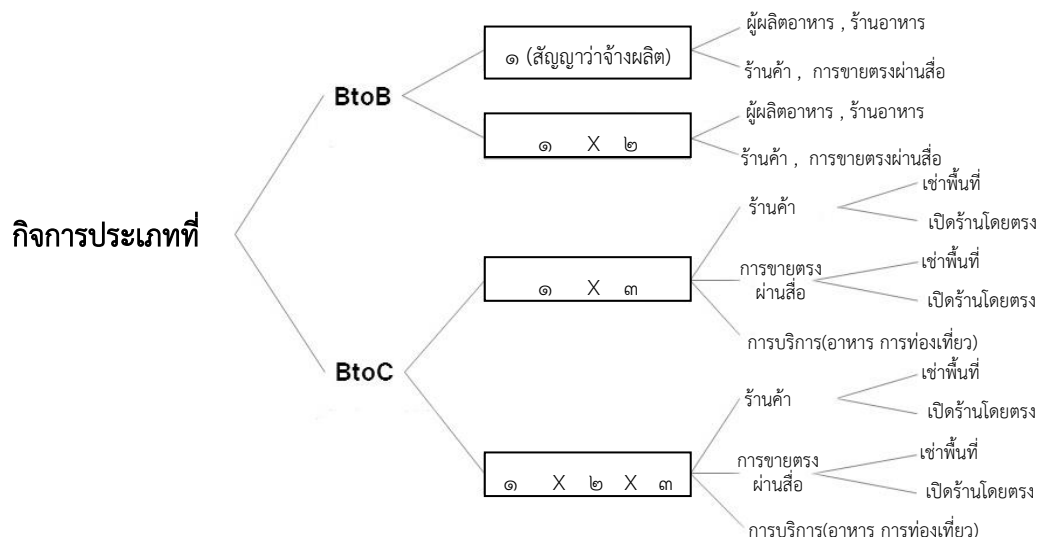 กิจการประเภทที่
BtoB
๑ (สัญญาว่าจ้างผลิต)
ผู้ผลิตอาหาร , ร้านอาหาร
ร้านค้า , การขายตรงผ่านสื่อ
๑ X ๒
ผู้ผลิตอาหาร , ร้านอาหาร
ร้านค้า , การขายตรงผ่านสื่อ
BtoC
๑ X ๓
ร้านค้า
เช่าพื้นที่
เปิดร้านโดยตรง
การขายตรง
ผ่านสื่อ
เช่าพื้นที่
เปิดร้านโดยตรง
การบริการ(อาหาร การท่องเที่ยว)
๑ X ๒ X ๓
ร้านค้า
เช่าพื้นที่
เปิดร้านโดยตรง
การขายตรง
ผ่านสื่อ
เช่าพื้นที่
เปิดร้านโดยตรง
การบริการ(อาหาร การท่องเที่ยว)